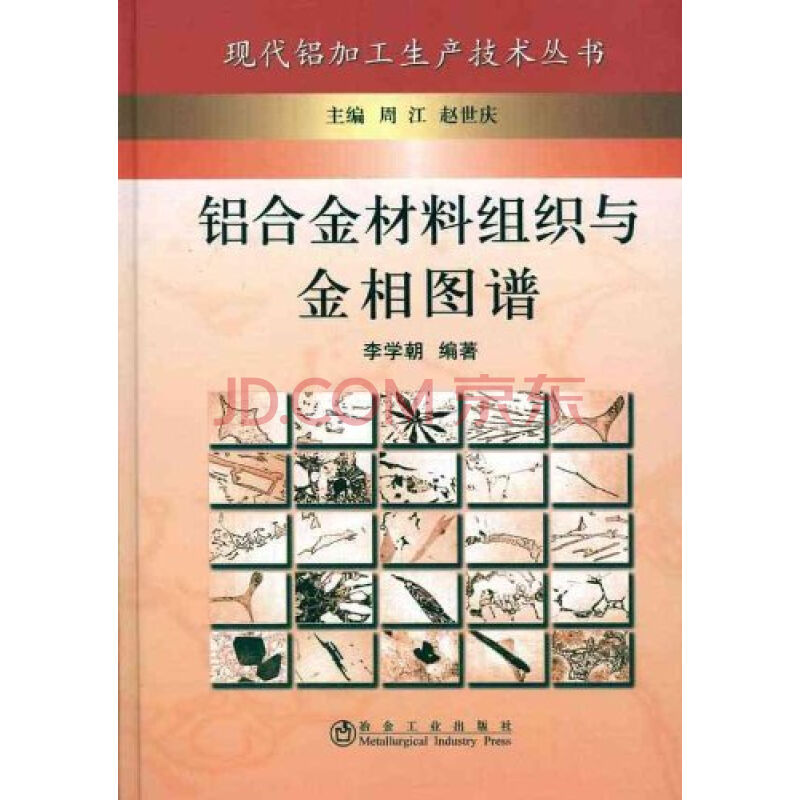 现代铝加工生产技术丛书
主编 周 江 赵世庆
铝合金材料组织与
金相图谱
李学朝 编著
JD.COM 京东
冶金工业出版社
Metallurgical Industry Press